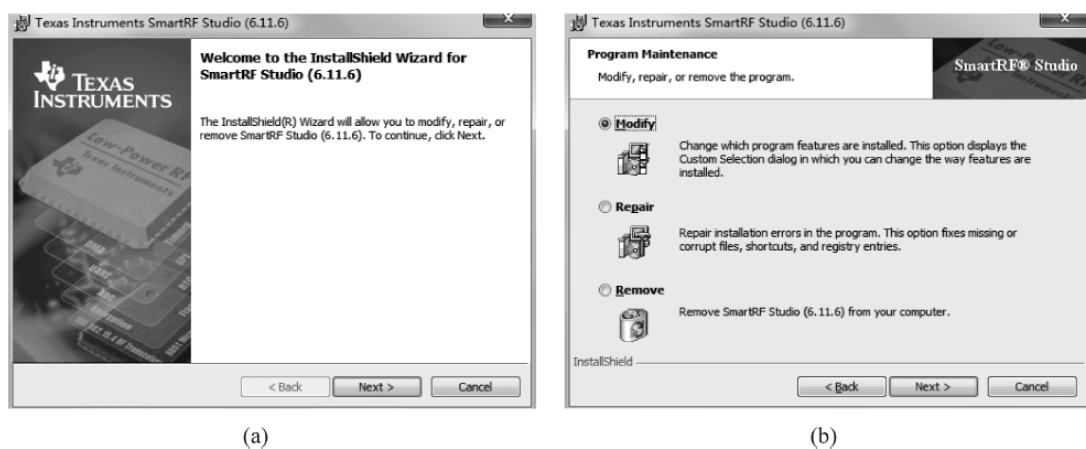 Texas Instruments SmartRF Studio (6.11.6)
TEXAS
INSTRUMENTS
Low-Power RF
Texas Instruments
Welcome to the InstallShield Wizard for
SmartRF Studio (6.11.6)
The InstallShield(R) Wizard will allow you to modify, repair, or
remove SmartRF Studio (6.11.6). To continue, click Next.
< Back
Next >
Cancel
(a)
Texas Instruments SmartRF Studio (6.11.6)
Program Maintenance
Modify, repair, or remove the program.
SmartRF® Studio
Modify
Change which program features are installed. This option displays the
Custom Selection dialog in which you can change the way features are
installed.
Repair
Repair installation errors in the program. This option fixes missing or
corrupt files, shortcuts, and registry entries.
Remove
Remove SmartRF Studio (6.11.6) from your computer.
InstallShield
< Back
Next >
Cancel
(b)